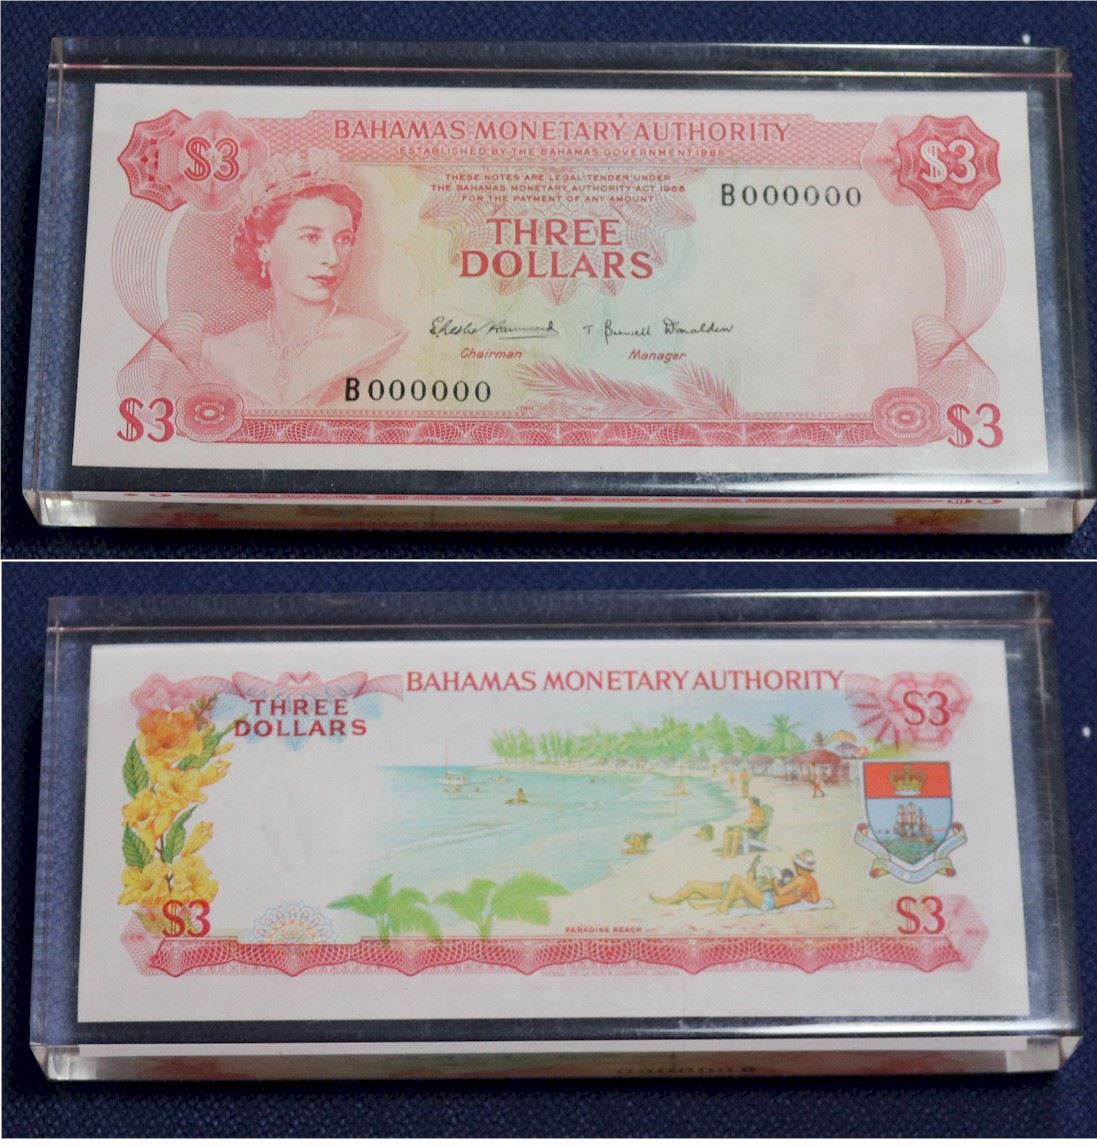 $3
BAHAMAS MONETARY AUTHORITY
$3
ESTABLISHED BY THE BAHAMAS GOVERNMENT 1968
THESE NOTES ARE LEGAL TENDER UNDER
THE BAHAMAS MONETARY AUTHORITY ACT 1968
FOR THE PAYMENT OF ANY AMOUNT
B000000
THREE
DOLLARS
Chairman
Manager
B000000
$3
$3
BAHAMAS MONETARY AUTHORITY
THREE
DOLLARS
$3
$3
PARADISE BEACH
$3